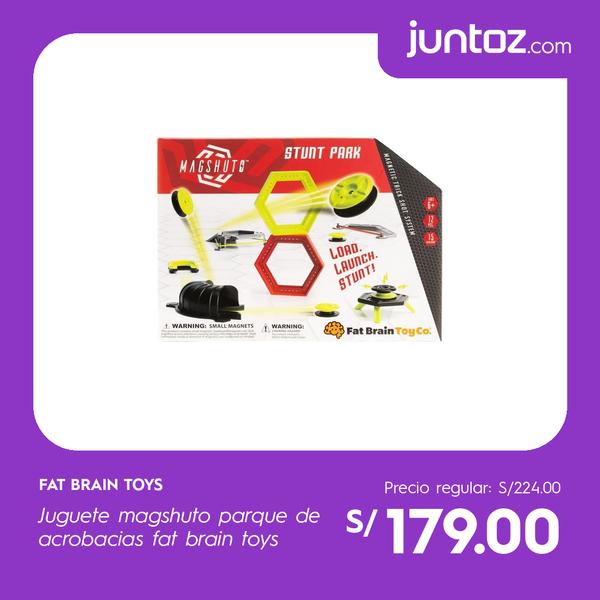 juntoz.com
MAGSHUTO
STUNT PARK
MAGNETIC TRICK SHOT SYSTEM
6+
LOAD.
LAUNCH.
STUNT!
WARNING: SMALL MAGNETS
WARNING:
Fat Brain Toy Co.
FAT BRAIN TOYS
Juguete magshuto parque de
acrobacias fat brain toys
Precio regular: S/224.00
S/179.00